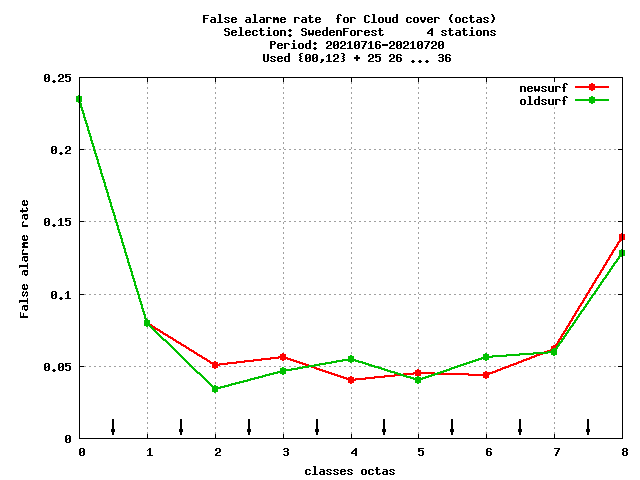 False alarme rate  for Cloud cover (octas)
Selection: SwedenForest      4 stations
Period: 20210716-20210720
Used {00,12} + 25 26 ... 36
newsurf
oldsurf
0.25
0.2
0.15
0.1
0.05
0
False alarme rate
0 1 2 3 4 5 6 7 8
classes octas